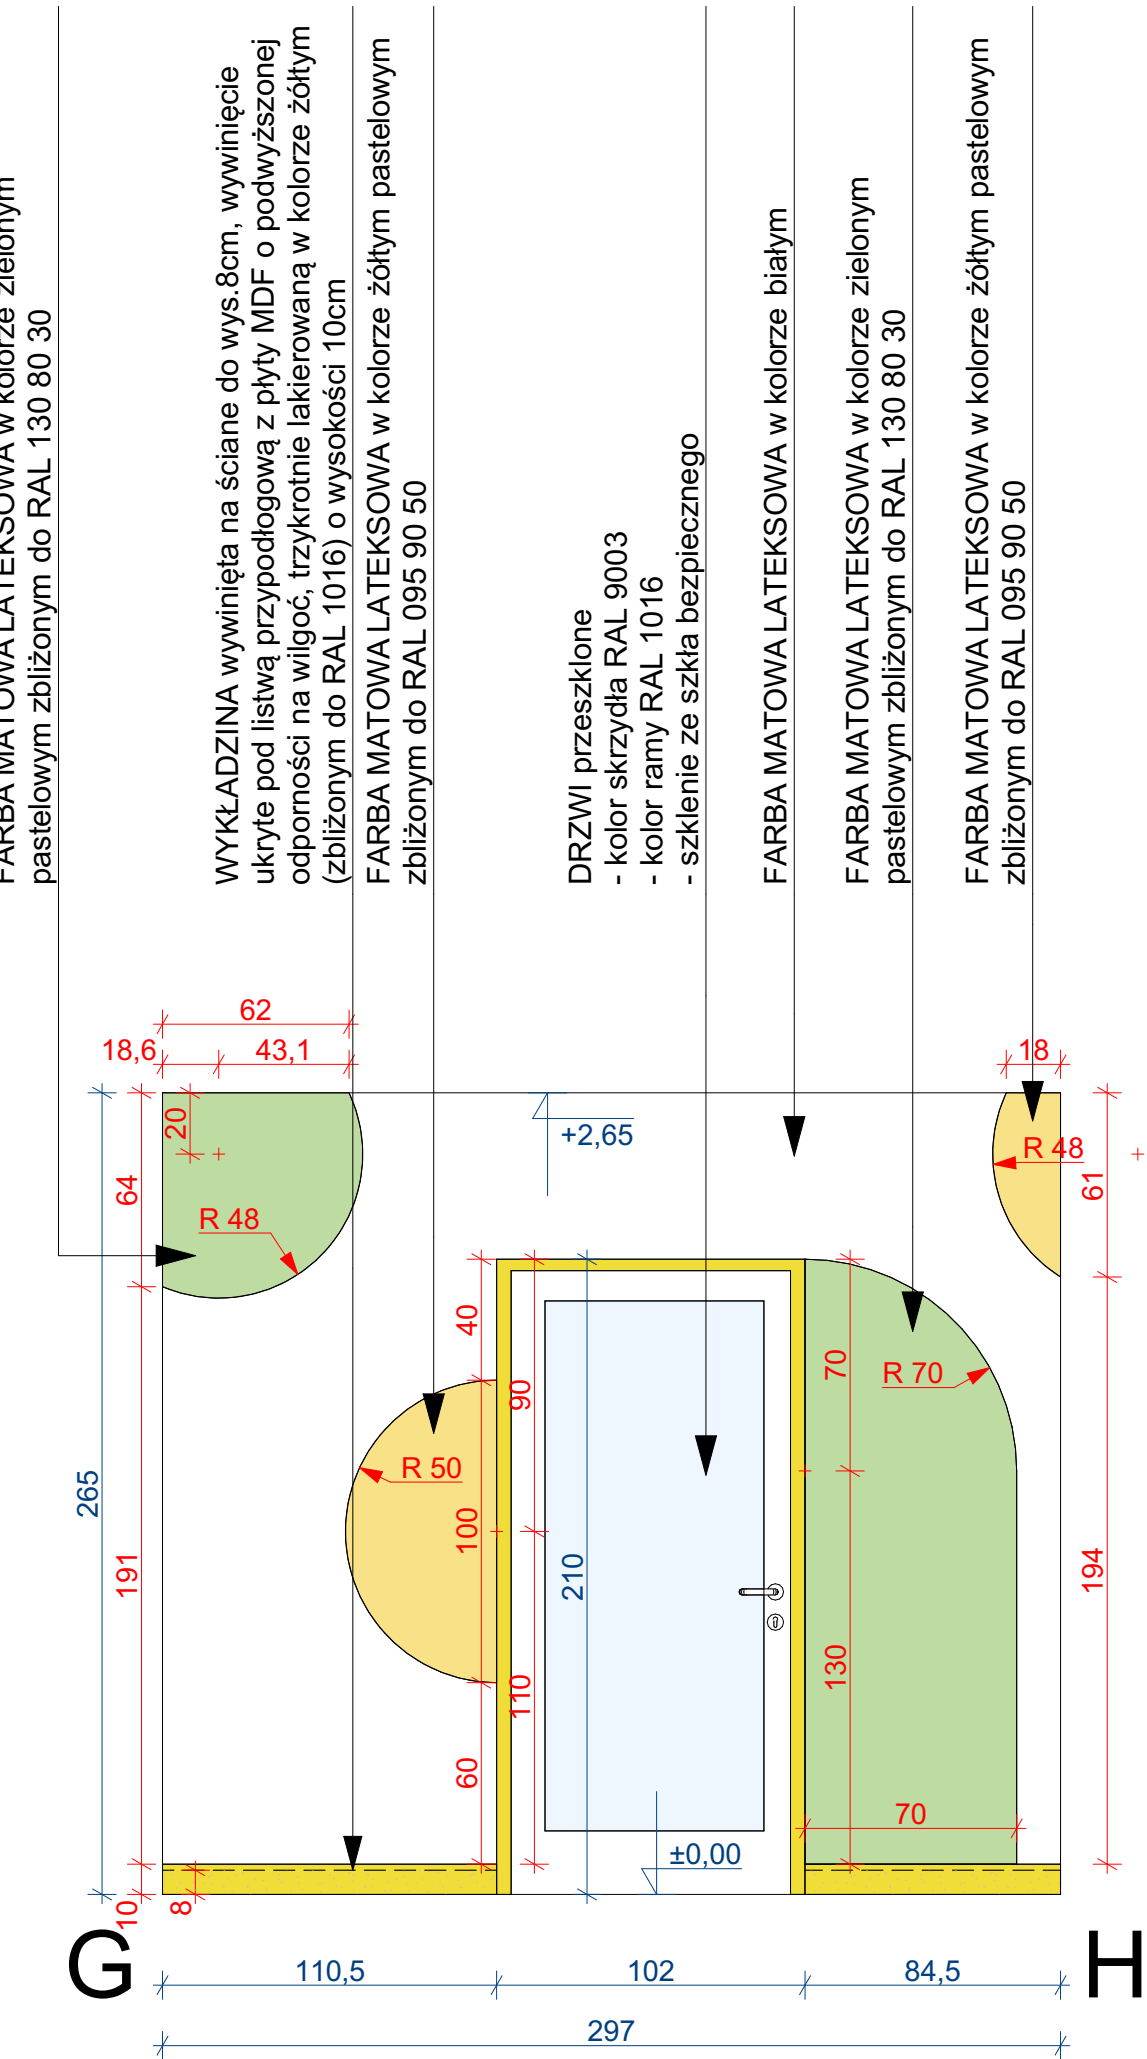 FARBA MATOWA LATEKSOWA w kolorze zielonym
pastelowym zbliżonym do RAL 130 80 30
WYKŁADZINA wywinięta na ściane do wys.8cm, wywinięcie
ukryte pod listwą przypodłogową z płyty MDF o podwyższonej
odporności na wilgoć, trzykrotnie lakierowaną w kolorze żółtym
(zbliżonym do RAL 1016) o wysokości 10cm
FARBA MATOWA LATEKSOWA w kolorze żółtym pastelowym
zbliżonym do RAL 095 90 50
DRZWI przeszklone
- kolor skrzydła RAL 9003
- kolor ramy RAL 1016
- szklenie ze szkła bezpiecznego
FARBA MATOWA LATEKSOWA w kolorze białym
FARBA MATOWA LATEKSOWA w kolorze zielonym
pastelowym zbliżonym do RAL 130 80 30
FARBA MATOWA LATEKSOWA w kolorze żółtym pastelowym
zbliżonym do RAL 095 90 50
62
18,6
43,1
18
20
+2,65
64
R 48
R 48
61
40
90
70
R 70
R 50
265
100
191
210
194
130
110
60
70
±0,00
10
8
G
H
110,5
102
84,5
297